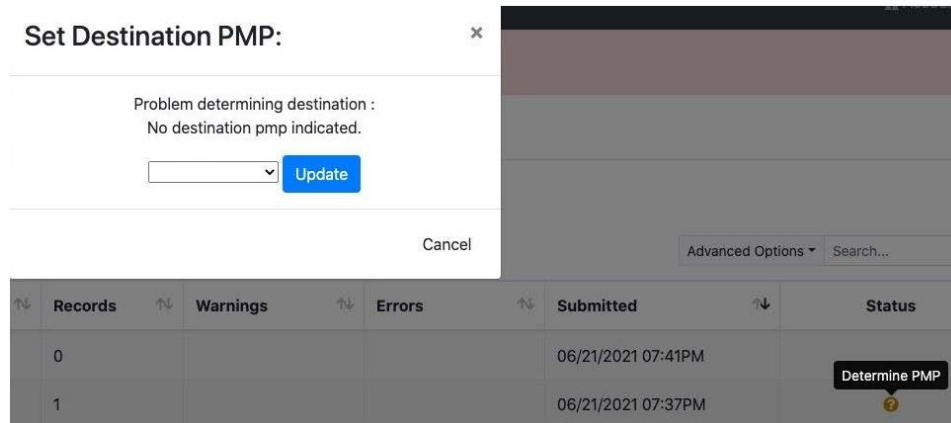 Set Destination PMP: ×
Problem determining destination :
No destination pmp indicated.
Update
Cancel
Advanced Options Search...
Records Warnings Errors Submitted Status
0 06/21/2021 07:41PM
Determine PMP
1 06/21/2021 07:37PM ?